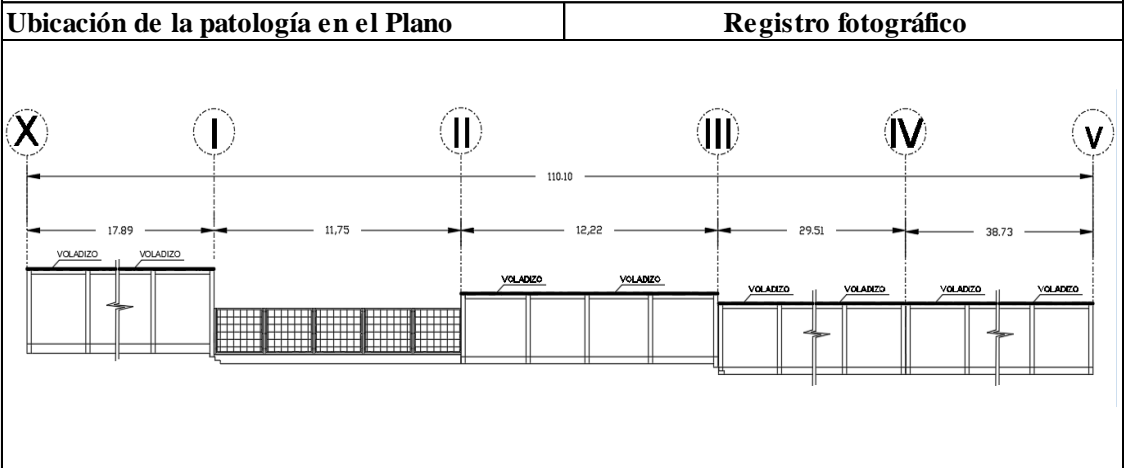 Ubicación de la patología en el Plano Registro fotográfico
X I II III IV V
110.10
17.89 11,75 12,22 29.51 38.73
VOLADIZO VOLADIZO
VOLADIZO VOLADIZO
VOLADIZO VOLADIZO VOLADIZO VOLADIZO